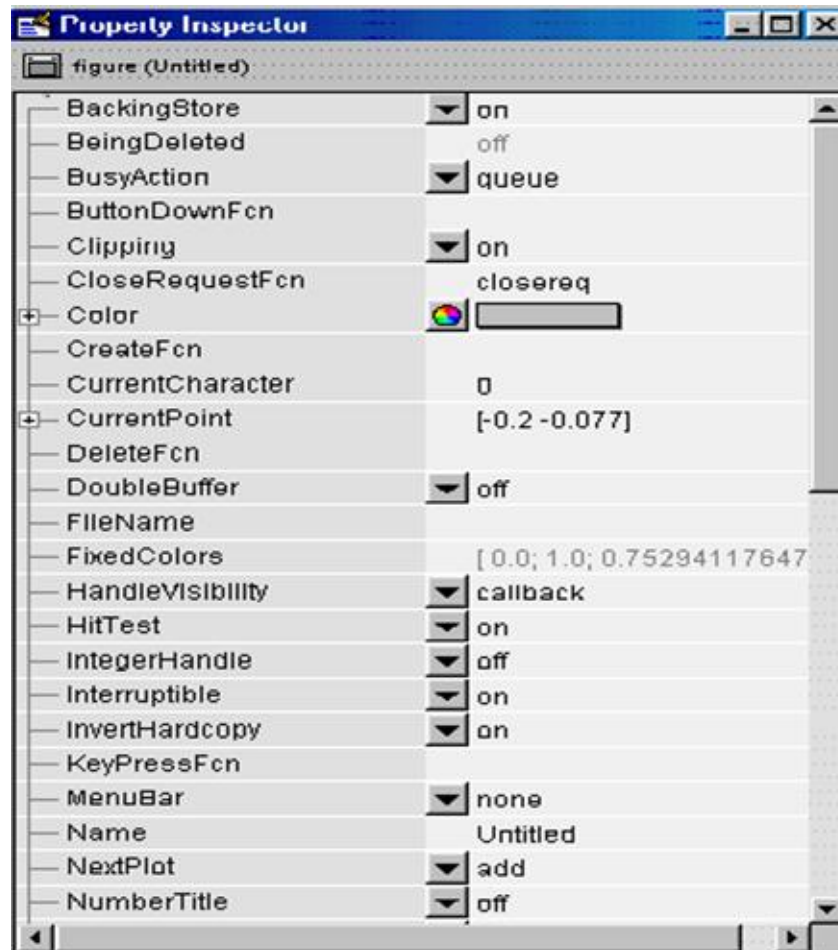 Property Inspector
figure (Untitled)
BackingStore on
BeingDeleted off
BusyAction queue
ButtonDownFcn
Clipping on
CloseRequestFcn closereq
Color
CreateFcn
CurrentCharacter
CurrentPoint [-0.2 -0.077]
DeleteFcn
DoubleBuffer off
FileName
FixedColors [ 0.0; 1.0; 0.75294117647
HandleVisibility callback
HitTest on
IntegerHandle off
Interruptible on
InvertHardcopy on
KeyPressFcn
MenuBar none
Name Untitled
NextPlot add
NumberTitle off